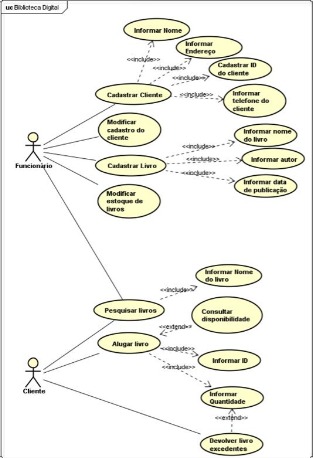 uc Biblioteca Digital
Informar Nome
Informar
Endereço
<<include>>
<<include>>
Cadastrar ID
do cliente
<<include>>
Cadastrar Cliente
<<include>>
Informar
telefone do
cliente
Modificar
cadastro do
cliente
Informar nome
do livro
<<include>>
Funcionário
Cadastrar Livro
<<include>>
Informar autor
<<include>>
Informar data
de publicação
Modificar
estoque de
livros
Informar Nome
do livro
<<include>>
Pesquisar livros
Consultar
disponibilidade
<<extend>>
Alugar livro
<<include>>
Informar ID
<<include>>
Cliente
Informar
Quantidade
<<extend>>
Devolver livro
excedentes